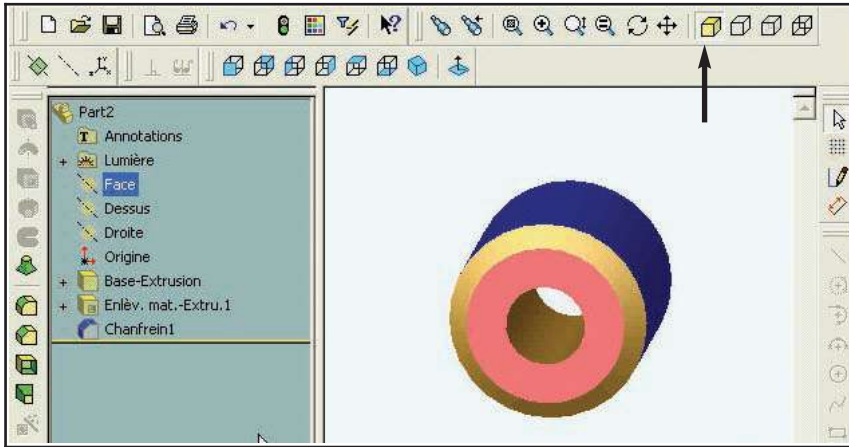 Part2
T Annotations
+ Lumière
Face
Dessus
Droite
Origine
+ Base-Extrusion
+ Enlèv. mat.-Extru.1
Chanfrein1